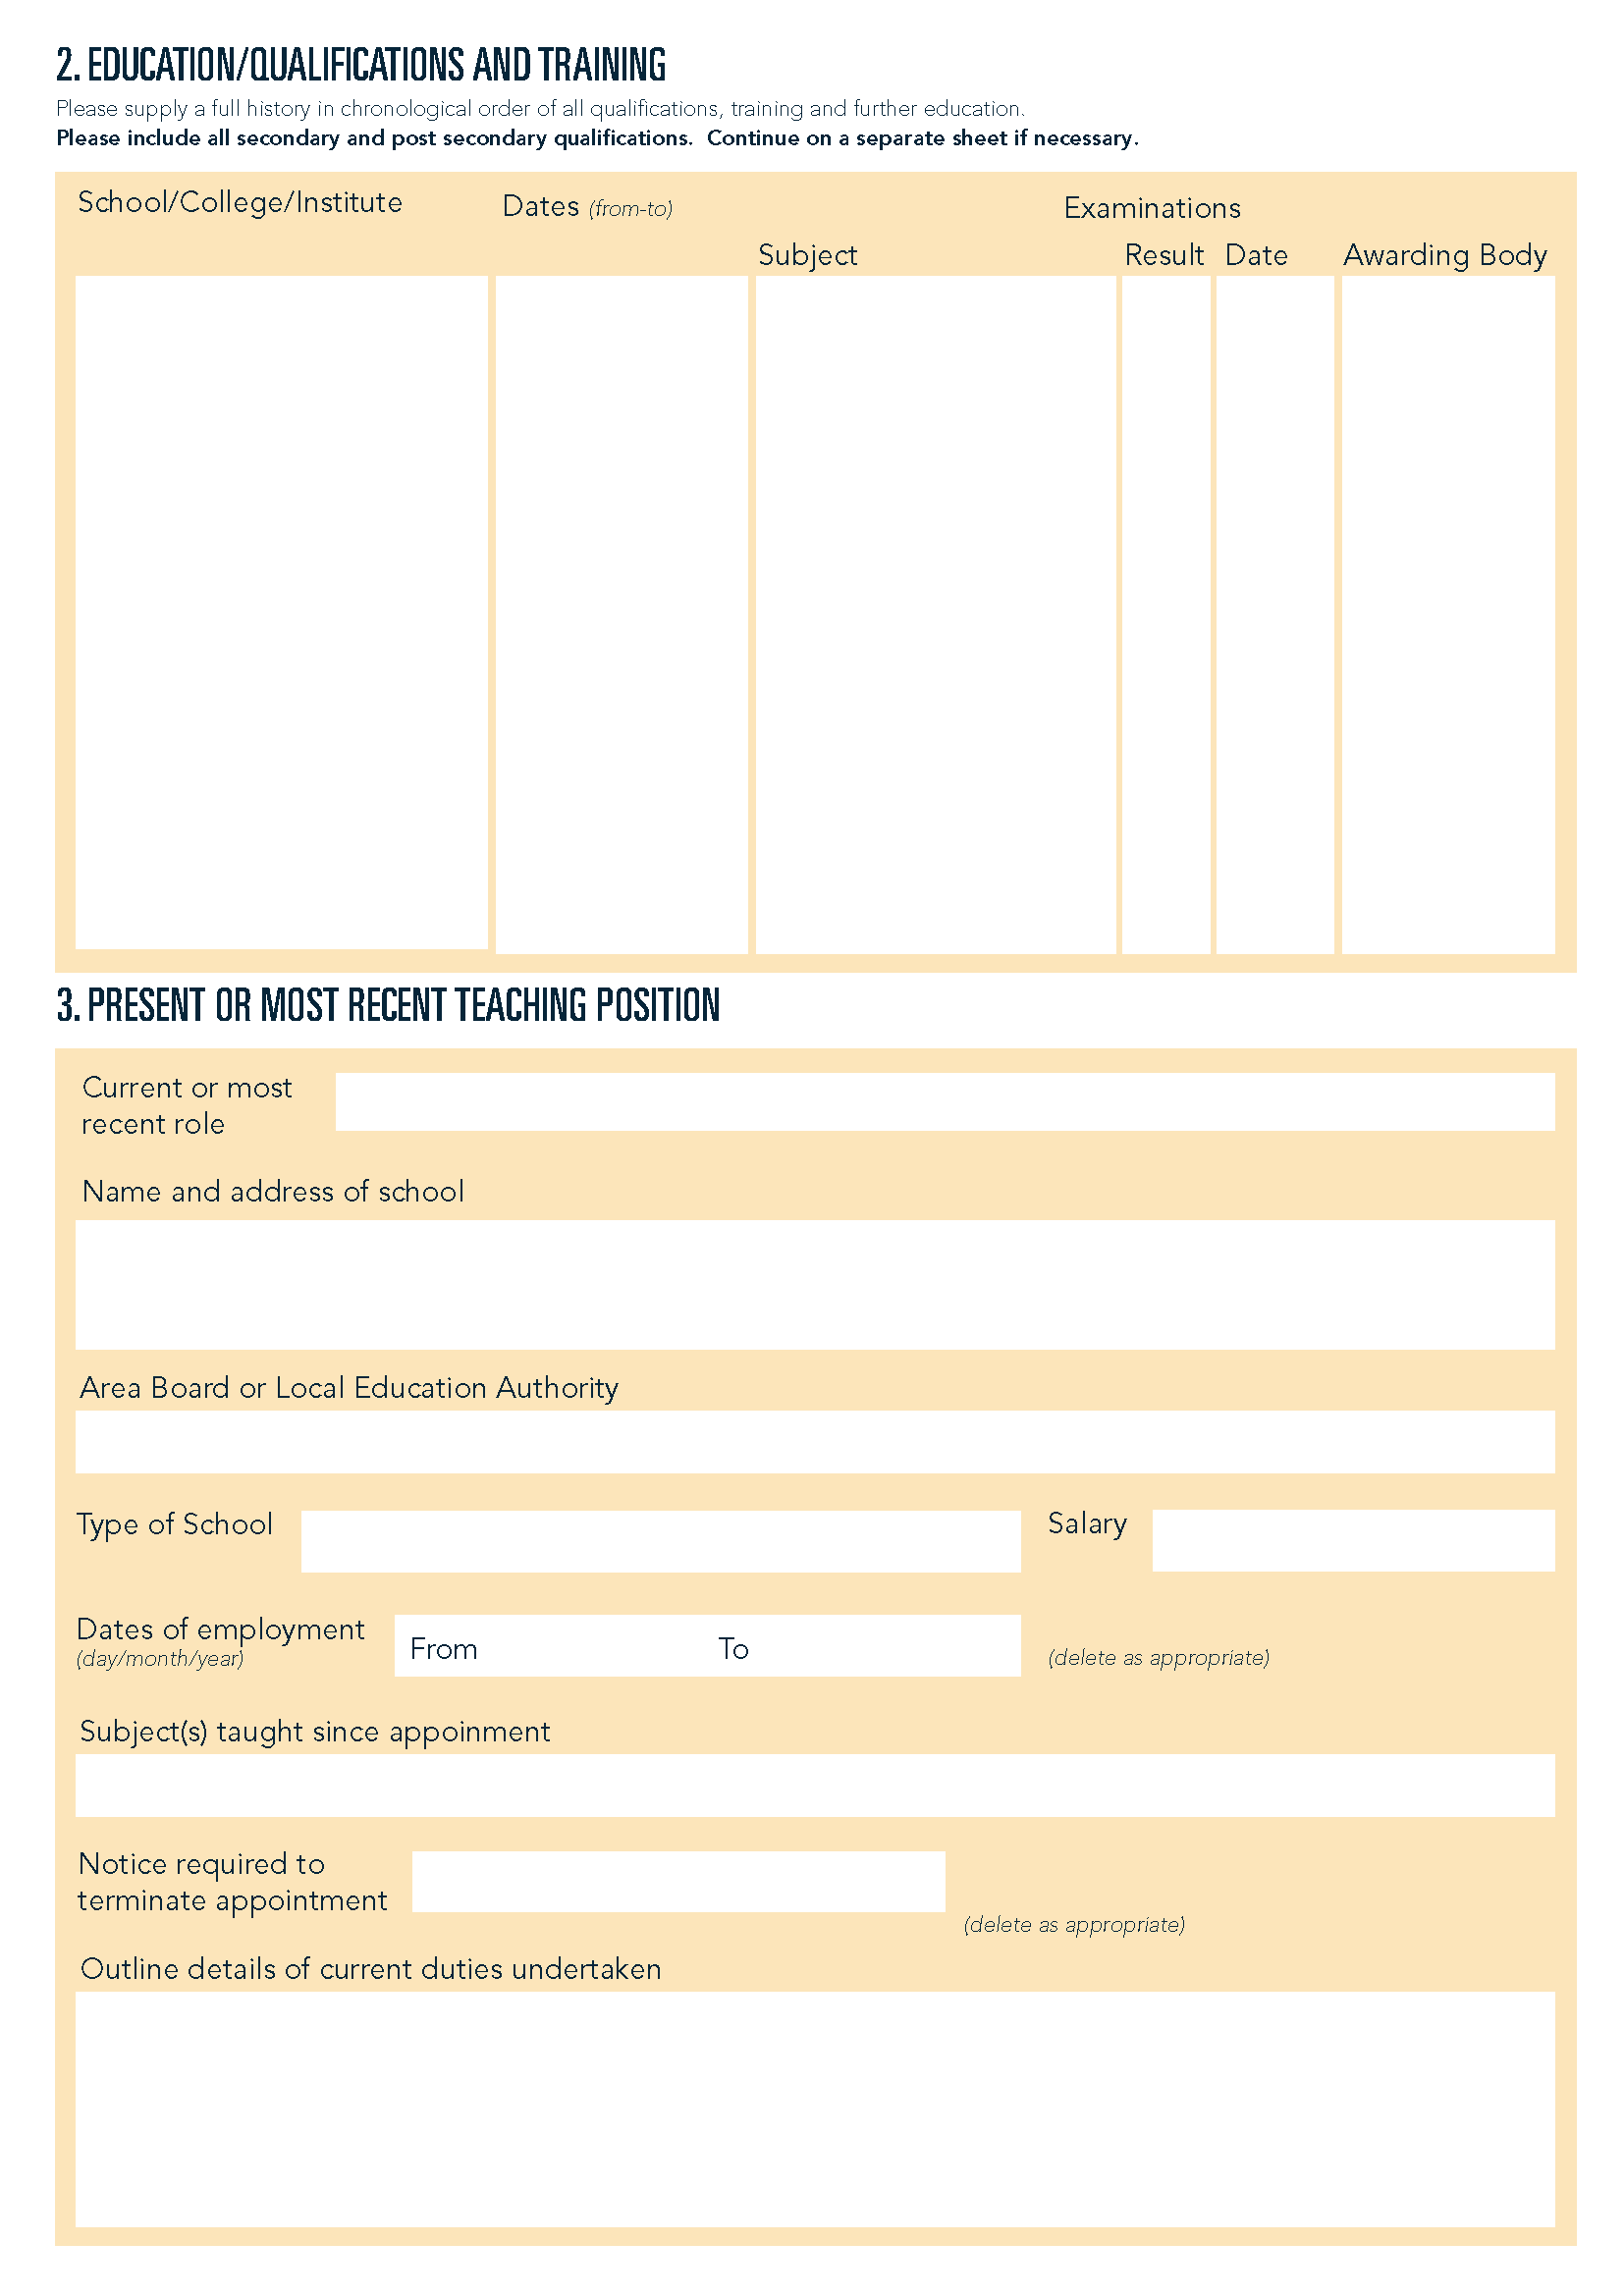 2. EDUCATION/QUALIFICATIONS AND TRAINING
Please supply a full history in chronological order of all qualifications, training and further education.
Please include all secondary and post secondary qualifications.  Continue on a separate sheet if necessary.
School/College/Institute
Dates (from-to)
Examinations
Subject
Result
Date
Awarding Body
3. PRESENT OR MOST RECENT TEACHING POSITION
Current or most
recent role
Name and address of school
Area Board or Local Education Authority
Type of School
Salary
Dates of employment
(day/month/year)
From
To
(delete as appropriate)
Subject(s) taught since appoinment
Notice required to
terminate appointment
(delete as appropriate)
Outline details of current duties undertaken